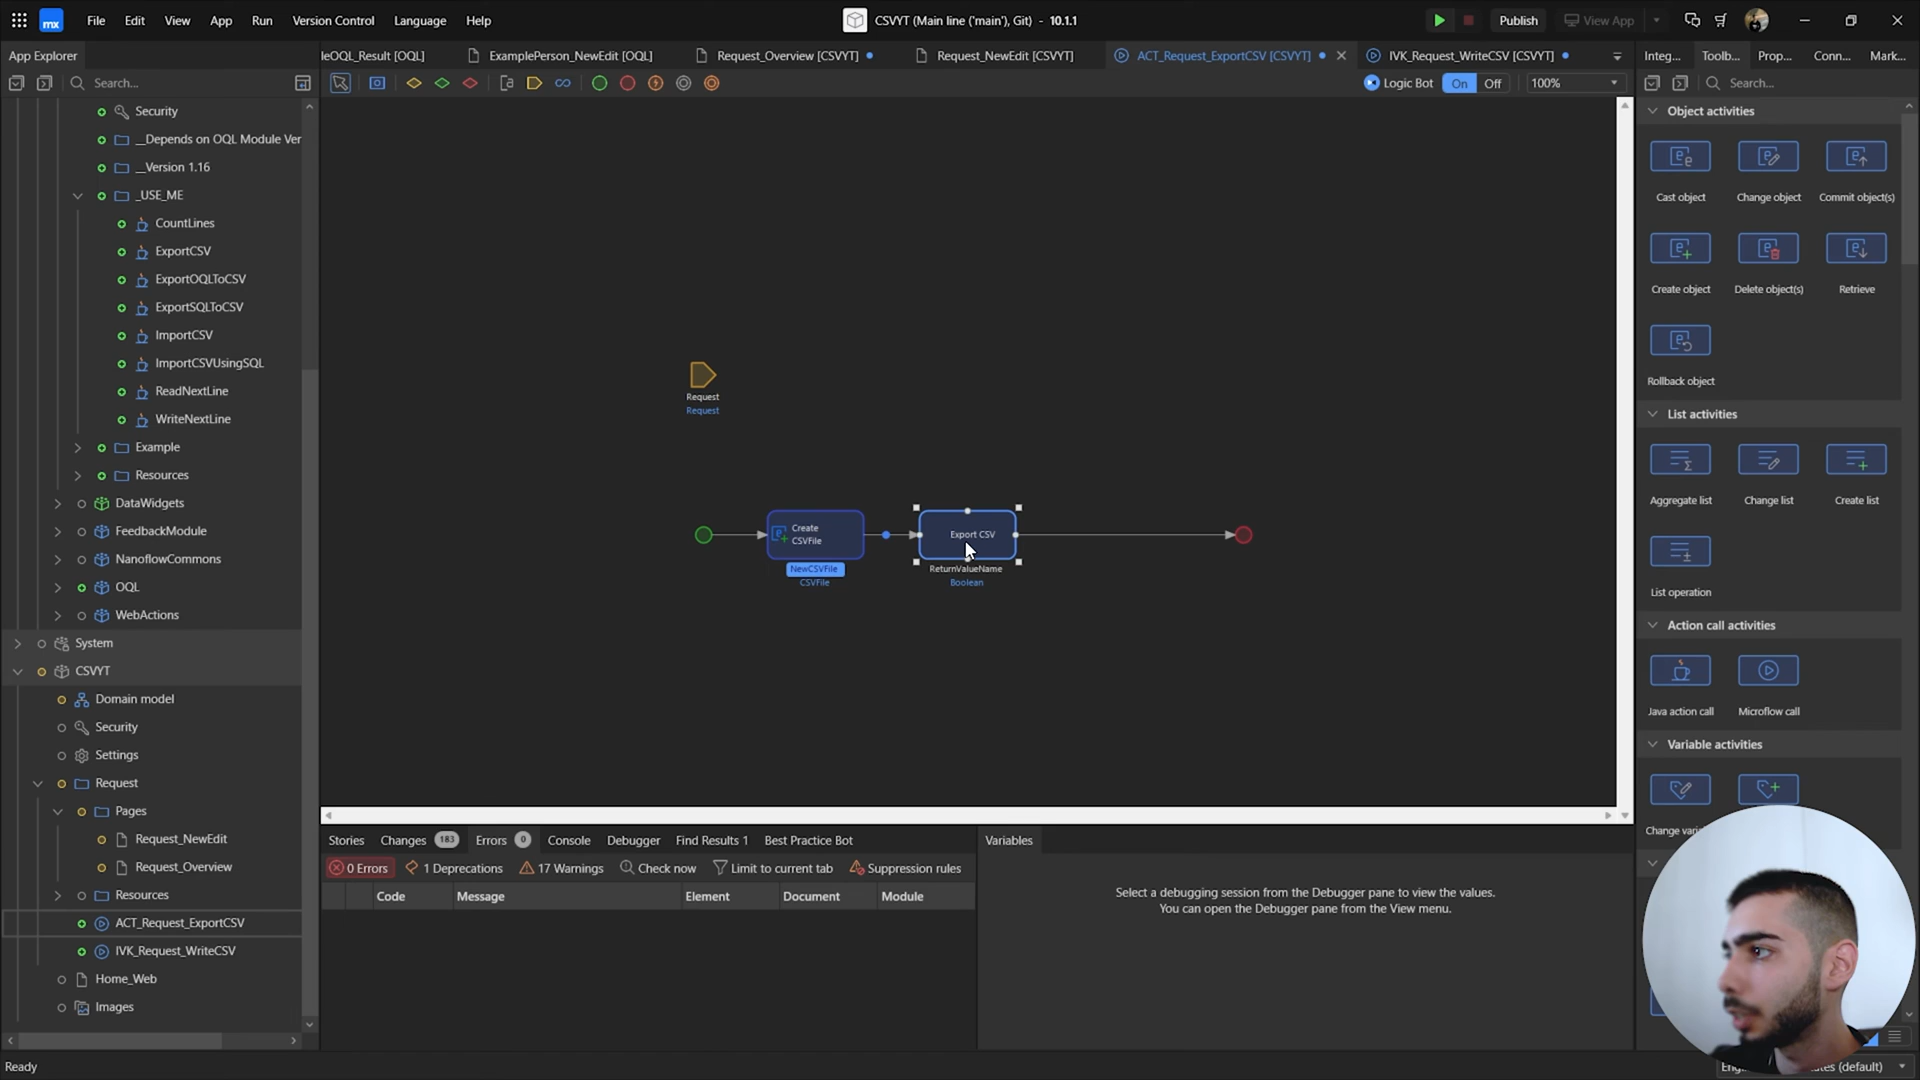 mx
File
Edit
View
App
Run
Version Control
Language
Help
CSVYT (Main line ('main'), Git) - 10.1.1
Publish
View App
App Explorer
leOQL_Result [OQL]
ExamplePerson_NewEdit [OQL]
Request_Overview [CSVYT]
Request_NewEdit [CSVYT]
ACT_Request_ExportCSV [CSVYT]
IVK_Request_WriteCSV [CSVYT]
Integ...
Toolb...
Prop...
Conn...
Mark...
Search...
Logic Bot
On
Off
100%
Search...
Security
__Depends on OQL Module Ver
__Version 1.16
_USE_ME
CountLines
ExportCSV
ExportOQLToCSV
ExportSQLToCSV
ImportCSV
ImportCSVUsingSQL
ReadNextLine
WriteNextLine
Example
Resources
DataWidgets
FeedbackModule
NanoflowCommons
OQL
WebActions
System
CSVYT
Domain model
Security
Settings
Request
Pages
Request_NewEdit
Request_Overview
Resources
ACT_Request_ExportCSV
IVK_Request_WriteCSV
Home_Web
Images
Request
Request
Create
CSVFile
NewCSVFile
CSVFile
Export CSV
ReturnValueName
Boolean
Object activities
Cast object
Change object
Commit object(s)
Create object
Delete object(s)
Retrieve
Rollback object
List activities
Aggregate list
Change list
Create list
List operation
Action call activities
Java action call
Microflow call
Variable activities
Stories
Changes 183
Errors 0
Console
Debugger
Find Results 1
Best Practice Bot
0 Errors
1 Deprecations
17 Warnings
Check now
Limit to current tab
Suppression rules
Code
Message
Element
Document
Module
Variables
Select a debugging session from the Debugger pane to view the values.
You can open the Debugger pane from the View menu.
Ready
(default)